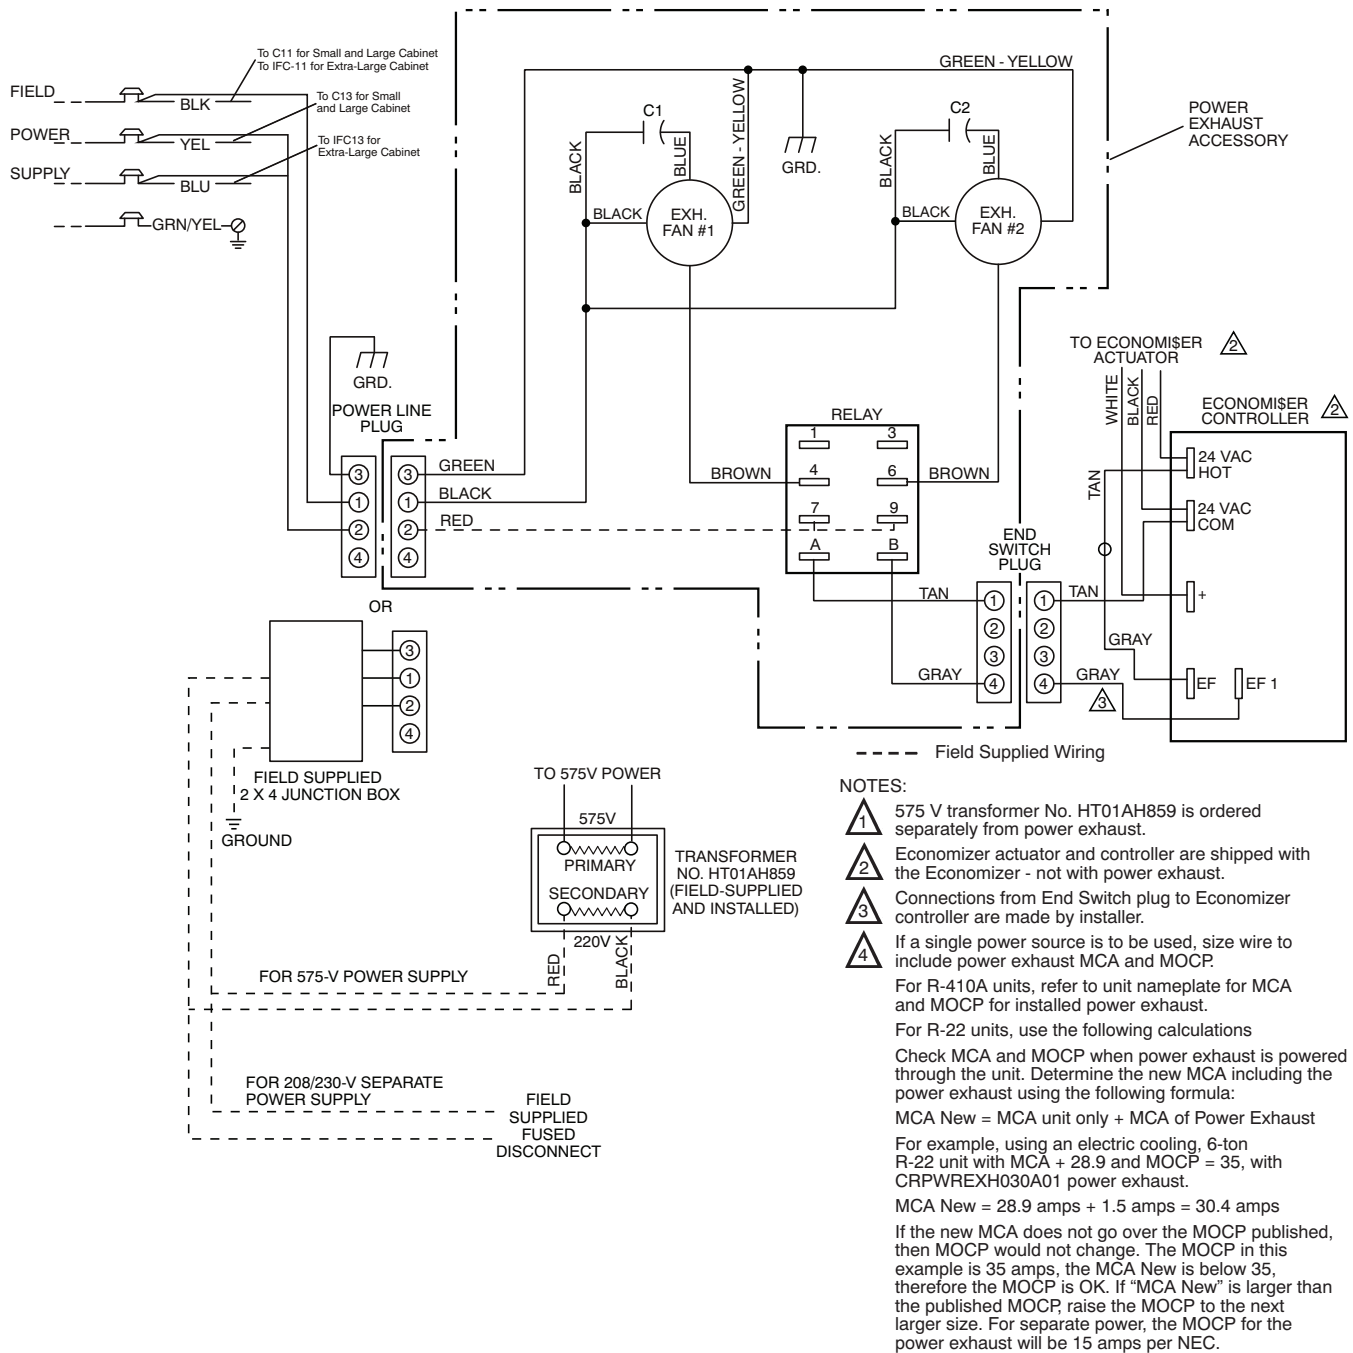 To C11 for Small and Large Cabinet
To IFC-11 for Extra-Large Cabinet
FIELD
BLK
To C13 for Small
and Large Cabinet
POWER
YEL
To IFC13 for
Extra-Large Cabinet
SUPPLY
BLU
GRN/YEL
GREEN - YELLOW
POWER
EXHAUST
ACCESSORY
C1
C2
BLACK
BLUE
GREEN - YELLOW
GRD.
BLACK
BLUE
BLACK
EXH.
FAN #1
BLACK
EXH.
FAN #2
GRD.
POWER LINE
PLUG
3
1
2
4
3
1
2
4
GREEN
BLACK
RED
RELAY
1
3
4
6
7
9
A
B
BROWN
BROWN
TAN
GRAY
END
SWITCH
PLUG
1
2
3
4
1
2
3
4
TAN
GRAY
3
TO ECONOMI$ER
ACTUATOR
2
WHITE
BLACK
RED
TAN
GRAY
ECONOMI$ER
CONTROLLER
2
24 VAC
HOT
24 VAC
COM
+
EF
EF 1
OR
3
1
2
4
FIELD SUPPLIED
2 X 4 JUNCTION BOX
GROUND
TO 575V POWER
575V
PRIMARY
SECONDARY
220V
RED
BLACK
TRANSFORMER
NO. HT01AH859
(FIELD-SUPPLIED
AND INSTALLED)
FOR 575-V POWER SUPPLY
FOR 208/230-V SEPARATE
POWER SUPPLY
FIELD
SUPPLIED
FUSED
DISCONNECT
Field Supplied Wiring
NOTES:
1 575 V transformer No. HT01AH859 is ordered
separately from power exhaust.
2 Economizer actuator and controller are shipped with
the Economizer - not with power exhaust.
3 Connections from End Switch plug to Economizer
controller are made by installer.
4 If a single power source is to be used, size wire to
include power exhaust MCA and MOCP.
For R-410A units, refer to unit nameplate for MCA
and MOCP for installed power exhaust.
For R-22 units, use the following calculations
Check MCA and MOCP when power exhaust is powered
through the unit. Determine the new MCA including the
power exhaust using the following formula:
MCA New = MCA unit only + MCA of Power Exhaust
For example, using an electric cooling, 6-ton
R-22 unit with MCA + 28.9 and MOCP = 35, with
CRPWREXH030A01 power exhaust.
MCA New = 28.9 amps + 1.5 amps = 30.4 amps
If the new MCA does not go over the MOCP published,
then MOCP would not change. The MOCP in this
example is 35 amps, the MCA New is below 35,
therefore the MOCP is OK. If “MCA New” is larger than
the published MOCP, raise the MOCP to the next
larger size. For separate power, the MOCP for the
power exhaust will be 15 amps per NEC.